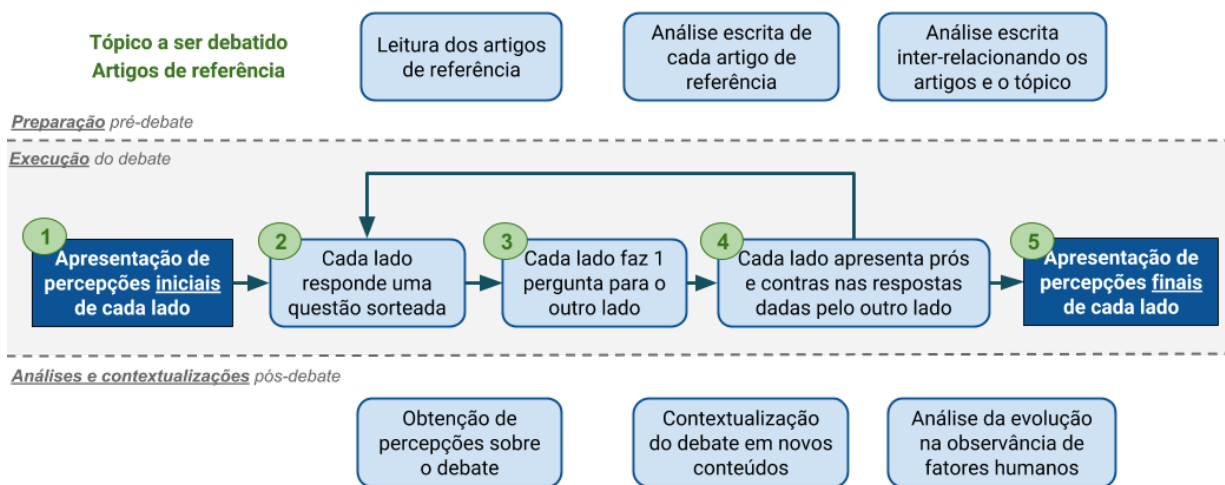 Tópico a ser debatido
Artigos de referência
Leitura dos artigos
de referência
Análise escrita de
cada artigo de
referência
Análise escrita
inter-relacionando os
artigos e o tópico
Preparação pré-debate
Execução do debate
1
Apresentação de
percepções iniciais
de cada lado
2
Cada lado
responde uma
questão sorteada
3
Cada lado faz 1
pergunta para o
outro lado
4
Cada lado apresenta prós
e contras nas respostas
dadas pelo outro lado
5
Apresentação de
percepções finais
de cada lado
Análises e contextualizações pós-debate
Obtenção de
percepções sobre
o debate
Contextualização
do debate em novos
conteúdos
Análise da evolução
na observância de
fatores humanos